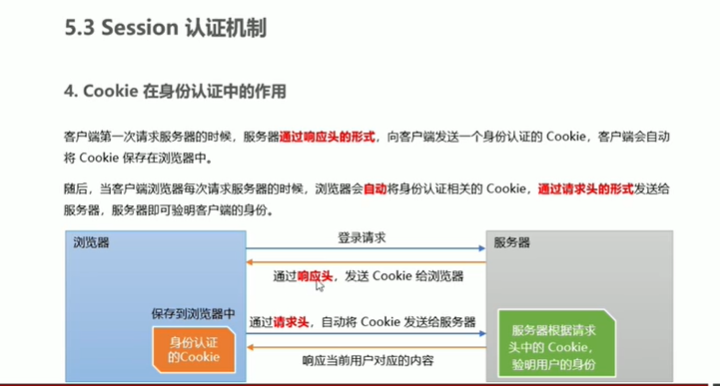 5.3 Session 认证机制
4. Cookie 在身份认证中的作用
客户端第一次请求服务器的时候，服务器通过响应头的形式，向客户端发送一个身份认证的 Cookie，客户端会自动
将 Cookie 保存在浏览器中。
随后，当客户端浏览器每次请求服务器的时候，浏览器会自动将身份认证相关的 Cookie，通过请求头的形式发送给
服务器，服务器即可验明客户端的身份。
浏览器
登录请求
服务器
通过响应头，发送 Cookie 给浏览器
保存到浏览器中
通过请求头，自动将 Cookie 发送给服务器
身份认证
的Cookie
服务器根据请求
头中的 Cookie，
验明用户的身份
响应当前用户对应的内容